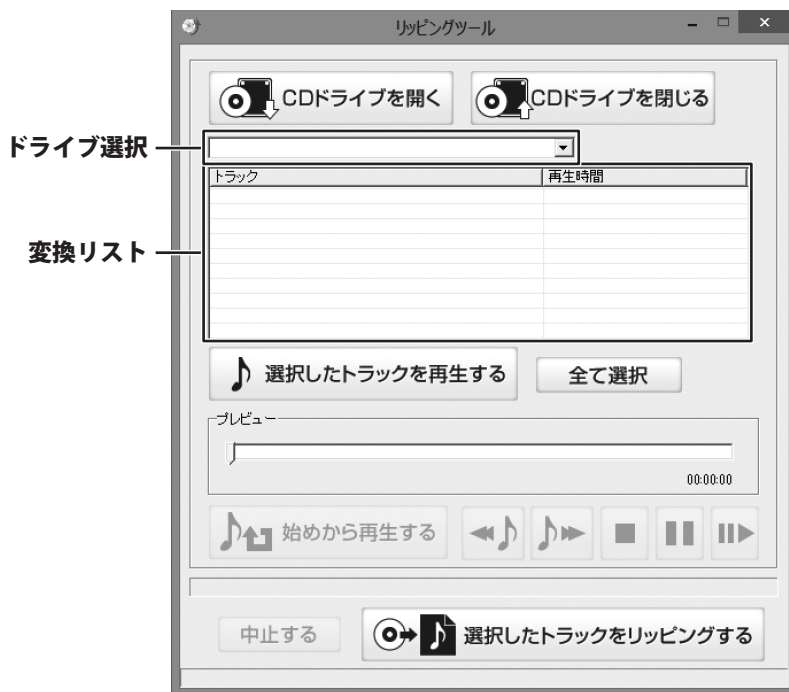 リッピングツール
CDドライブを開く
CDドライブを閉じる
ドライブ選択
トラック
再生時間
変換リスト
選択したトラックを再生する
全て選択
プレビュー
00:00:00
始めから再生する
中止する
選択したトラックをリッピングする